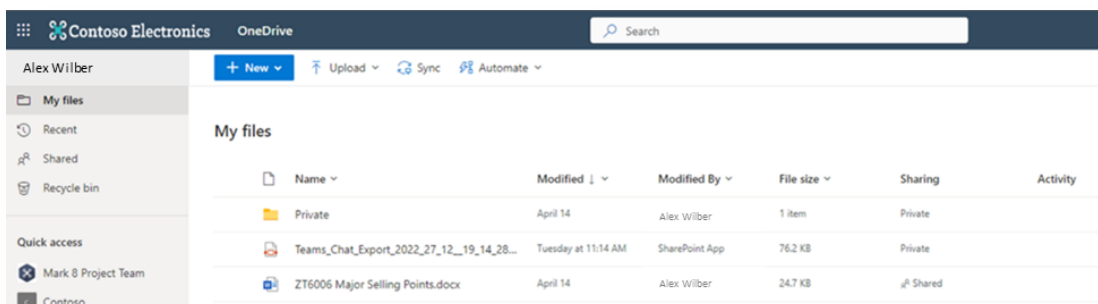 Contoso Electronics OneDrive Search
Alex Wilber
New Upload Sync Automate
My files
Recent
Shared
Recycle bin
Quick access
Mark 8 Project Team
Contoso
My files
Name Modified ↓ Modified By File size Sharing Activity
Private April 14 Alex Wilber 1 item Private
Teams_Chat_Export_2022_27_12__19_14_28... Tuesday at 11:14 AM SharePoint App 76.2 KB Private
ZT6006 Major Selling Points.docx April 14 Alex Wilber 24.7 KB Shared